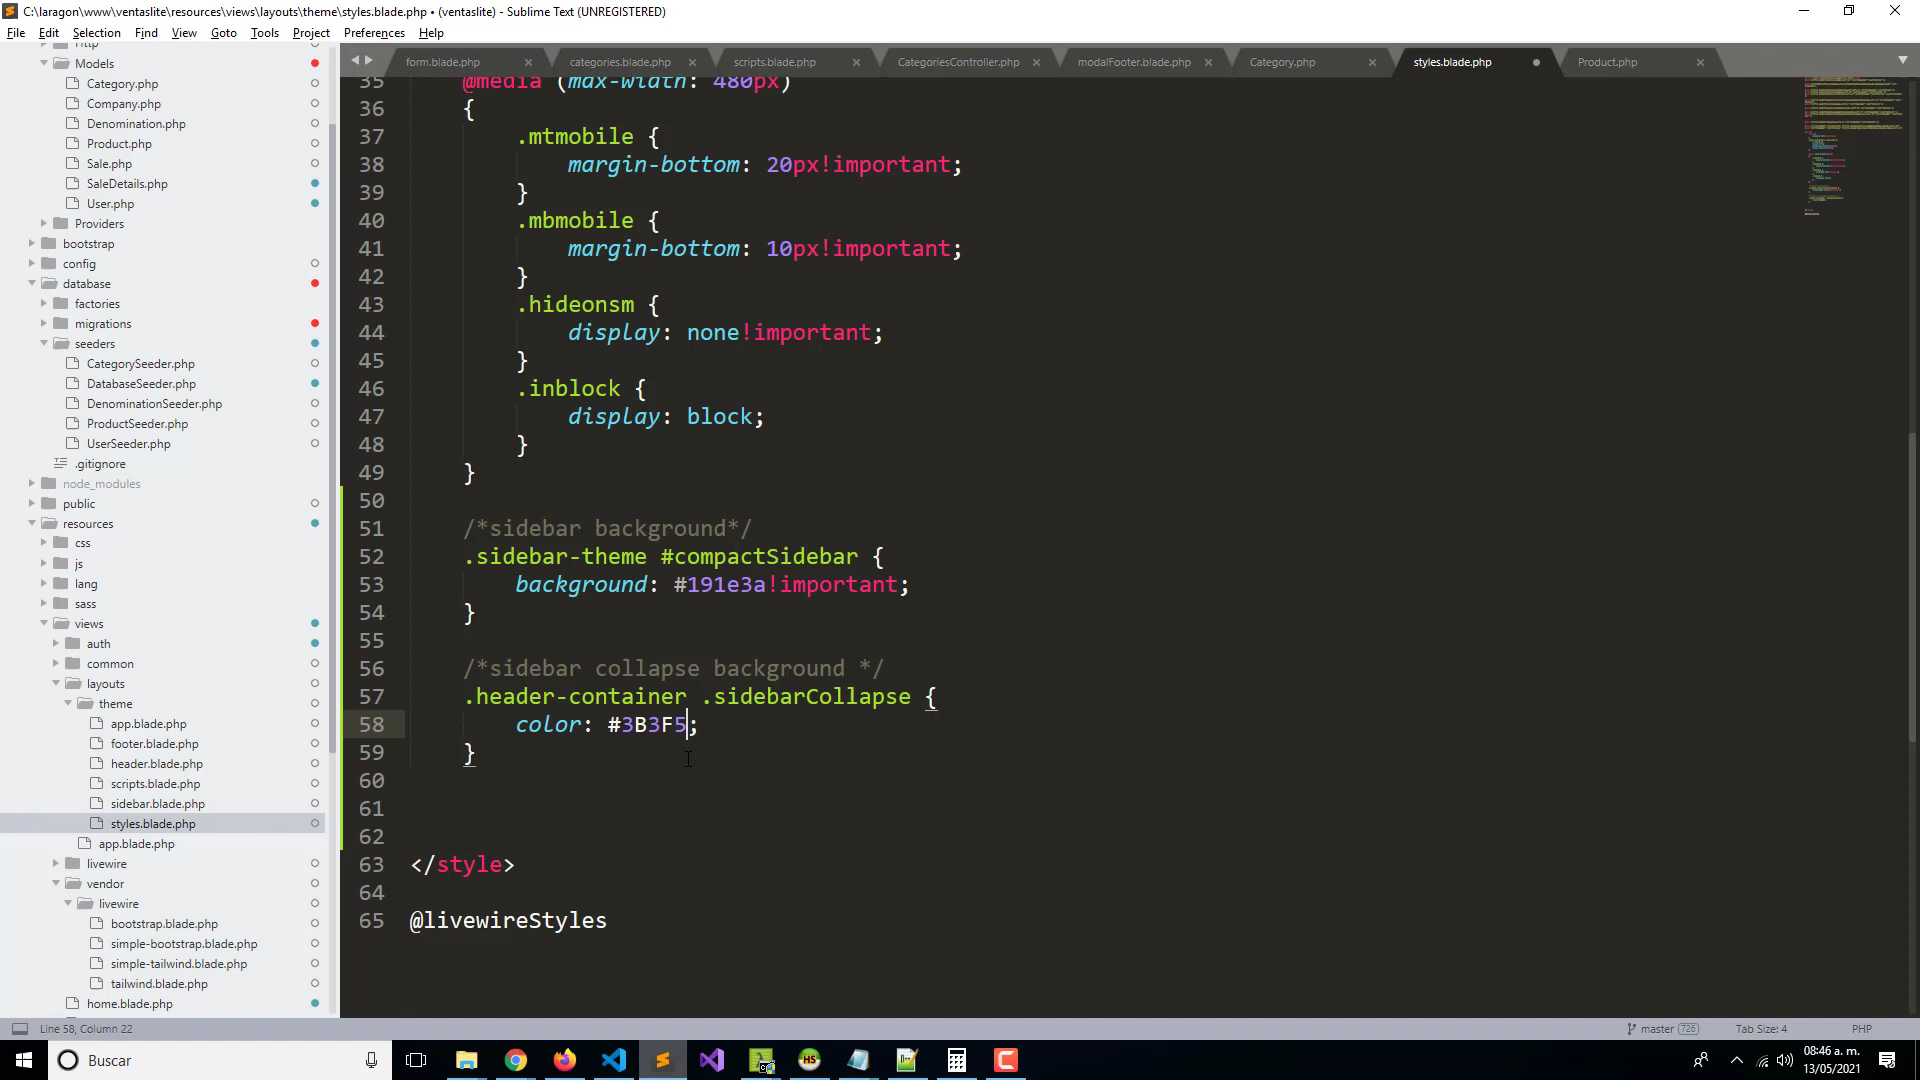 C:\laragon\www\ventaslite\resources\views\layouts\theme\styles.blade.php • (ventaslite) - Sublime Text (UNREGISTERED)
File Edit Selection Find View Goto Tools Project Preferences Help
form.blade.php categories.blade.php scripts.blade.php CategoriesController.php modalFooter.blade.php Category.php styles.blade.php Product.php
Http
Models
Category.php
Company.php
Denomination.php
Product.php
Sale.php
SaleDetails.php
User.php
Providers
bootstrap
config
database
factories
migrations
seeders
CategorySeeder.php
DatabaseSeeder.php
DenominationSeeder.php
ProductSeeder.php
UserSeeder.php
.gitignore
node_modules
public
resources
css
js
lang
sass
views
auth
common
layouts
theme
app.blade.php
footer.blade.php
header.blade.php
scripts.blade.php
sidebar.blade.php
styles.blade.php
app.blade.php
livewire
vendor
livewire
bootstrap.blade.php
simple-bootstrap.blade.php
simple-tailwind.blade.php
tailwind.blade.php
home.blade.php
35 @media (max-width: 480px)
36 {
37 .mtmobile {
38 margin-bottom: 20px!important;
39 }
40 .mbmobile {
41 margin-bottom: 10px!important;
42 }
43 .hideonsm {
44 display: none!important;
45 }
46 .inblock {
47 display: block;
48 }
49 }
50
51 /*sidebar background*/
52 .sidebar-theme #compactSidebar {
53 background: #191e3a!important;
54 }
55
56 /*sidebar collapse background */
57 .header-container .sidebarCollapse {
58 color: #3B3F5;
59 }
60
61
62
63 </style>
64
65 @livewireStyles
Line 58, Column 22 master 726 Tab Size: 4 PHP
Buscar
08:46 a. m.
13/05/2021